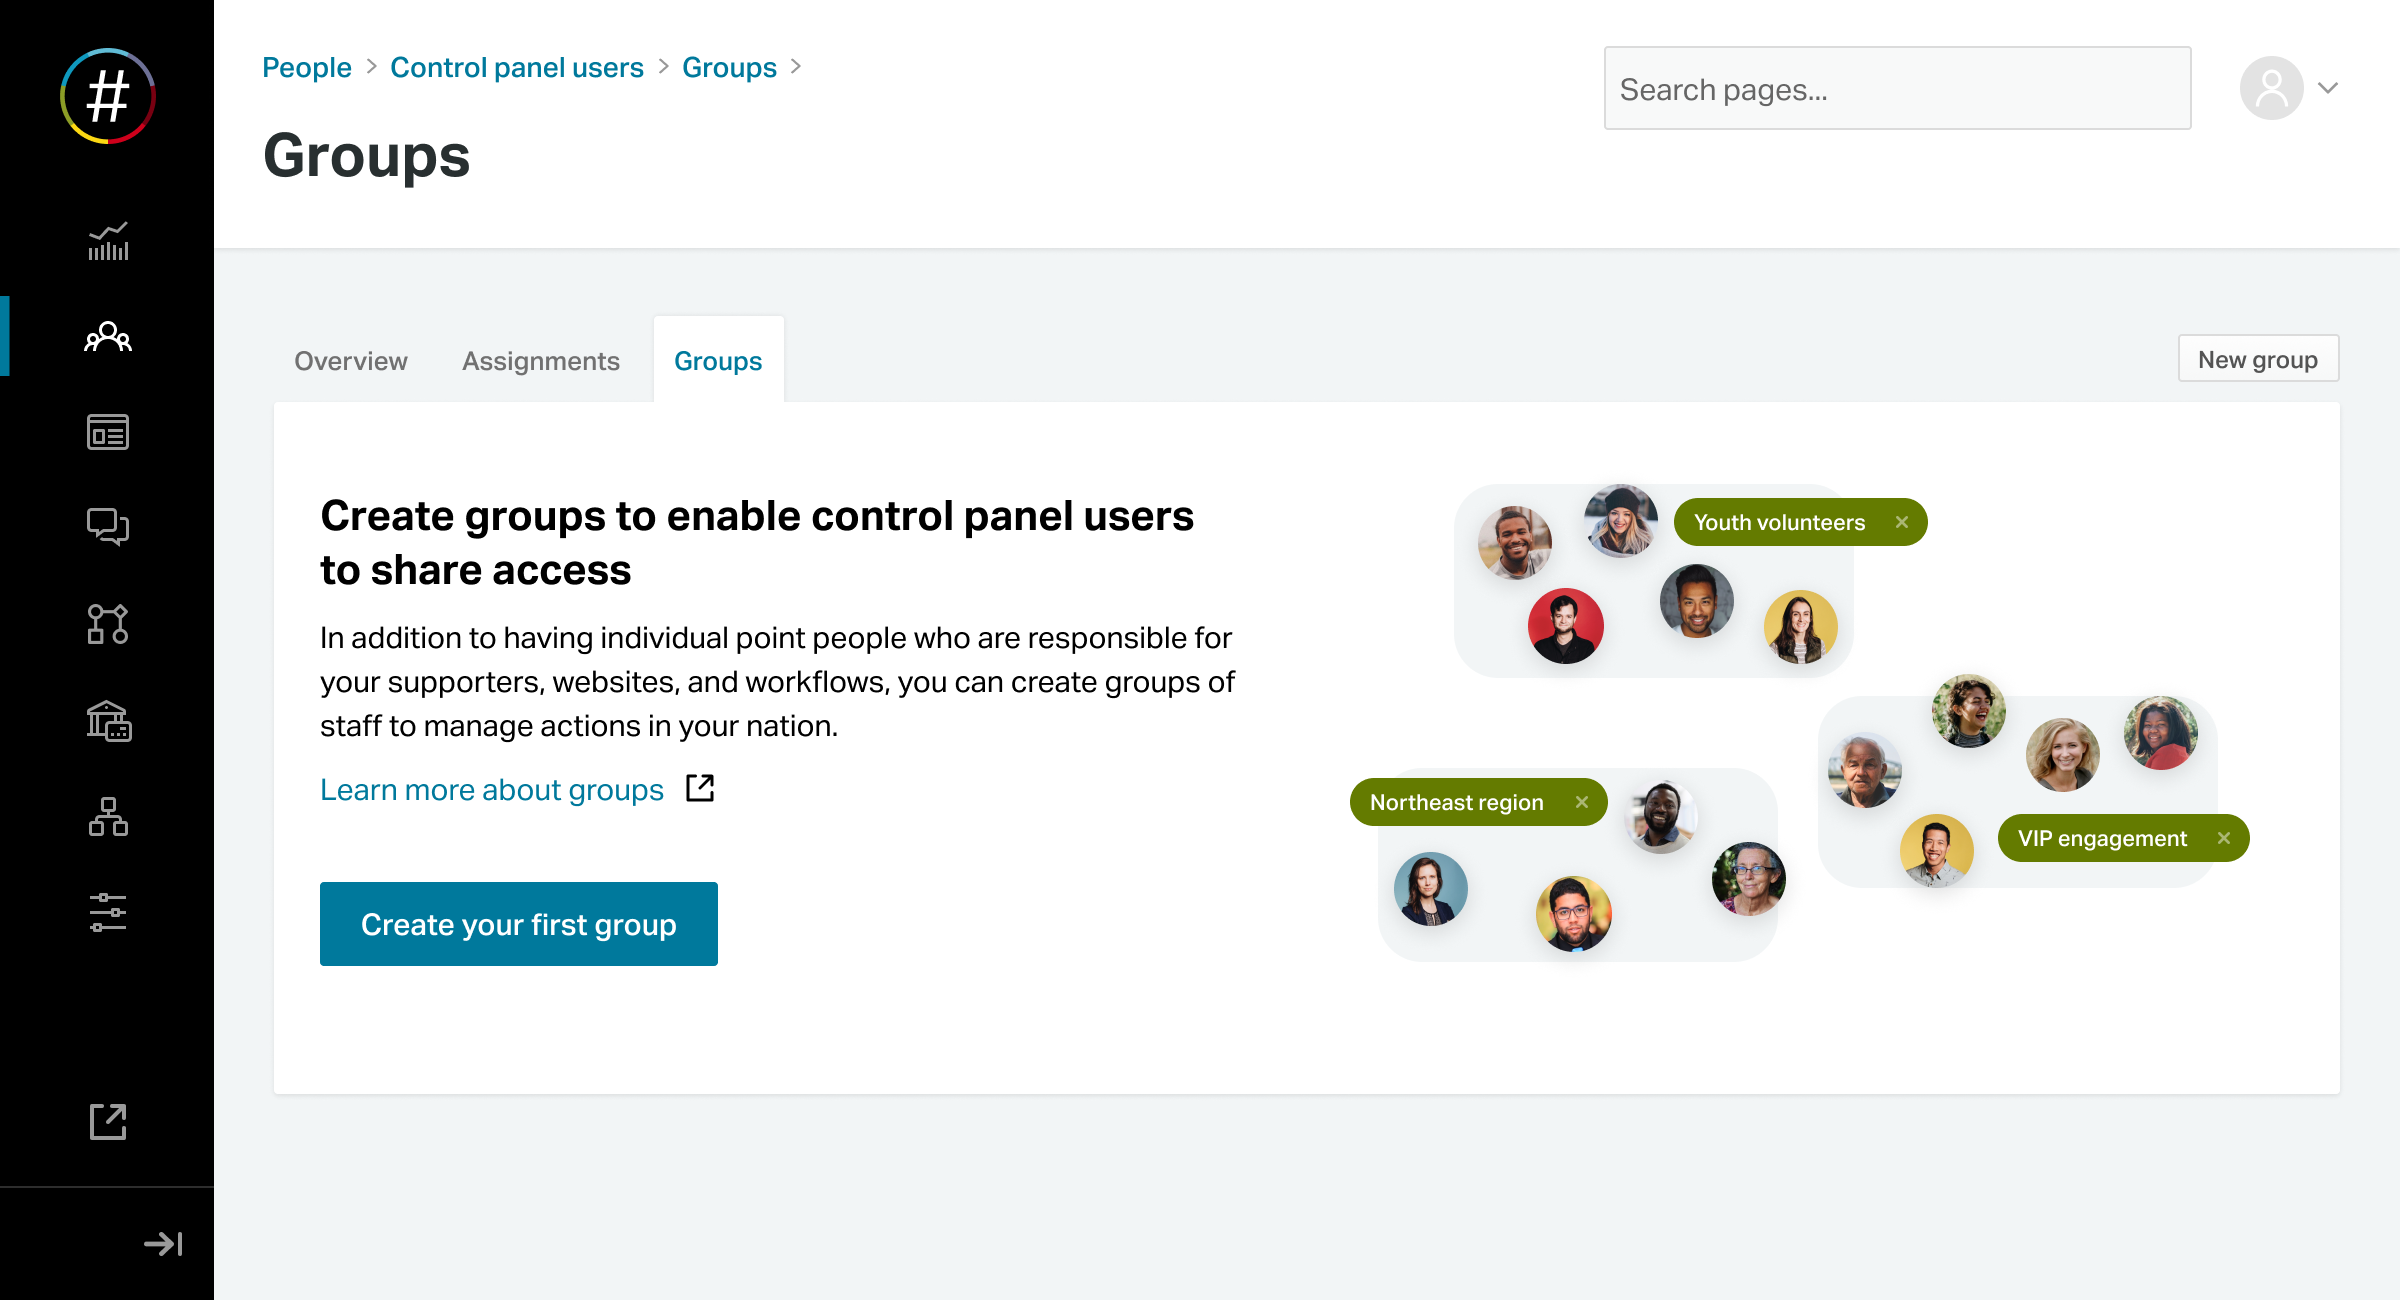 #
People > Control panel users > Groups >
Search pages...
Groups
Overview
Assignments
Groups
New group
Create groups to enable control panel users
to share access
In addition to having individual point people who are responsible for
your supporters, websites, and workflows, you can create groups of
staff to manage actions in your nation.
Learn more about groups
Create your first group
Youth volunteers ×
Northeast region ×
VIP engagement ×